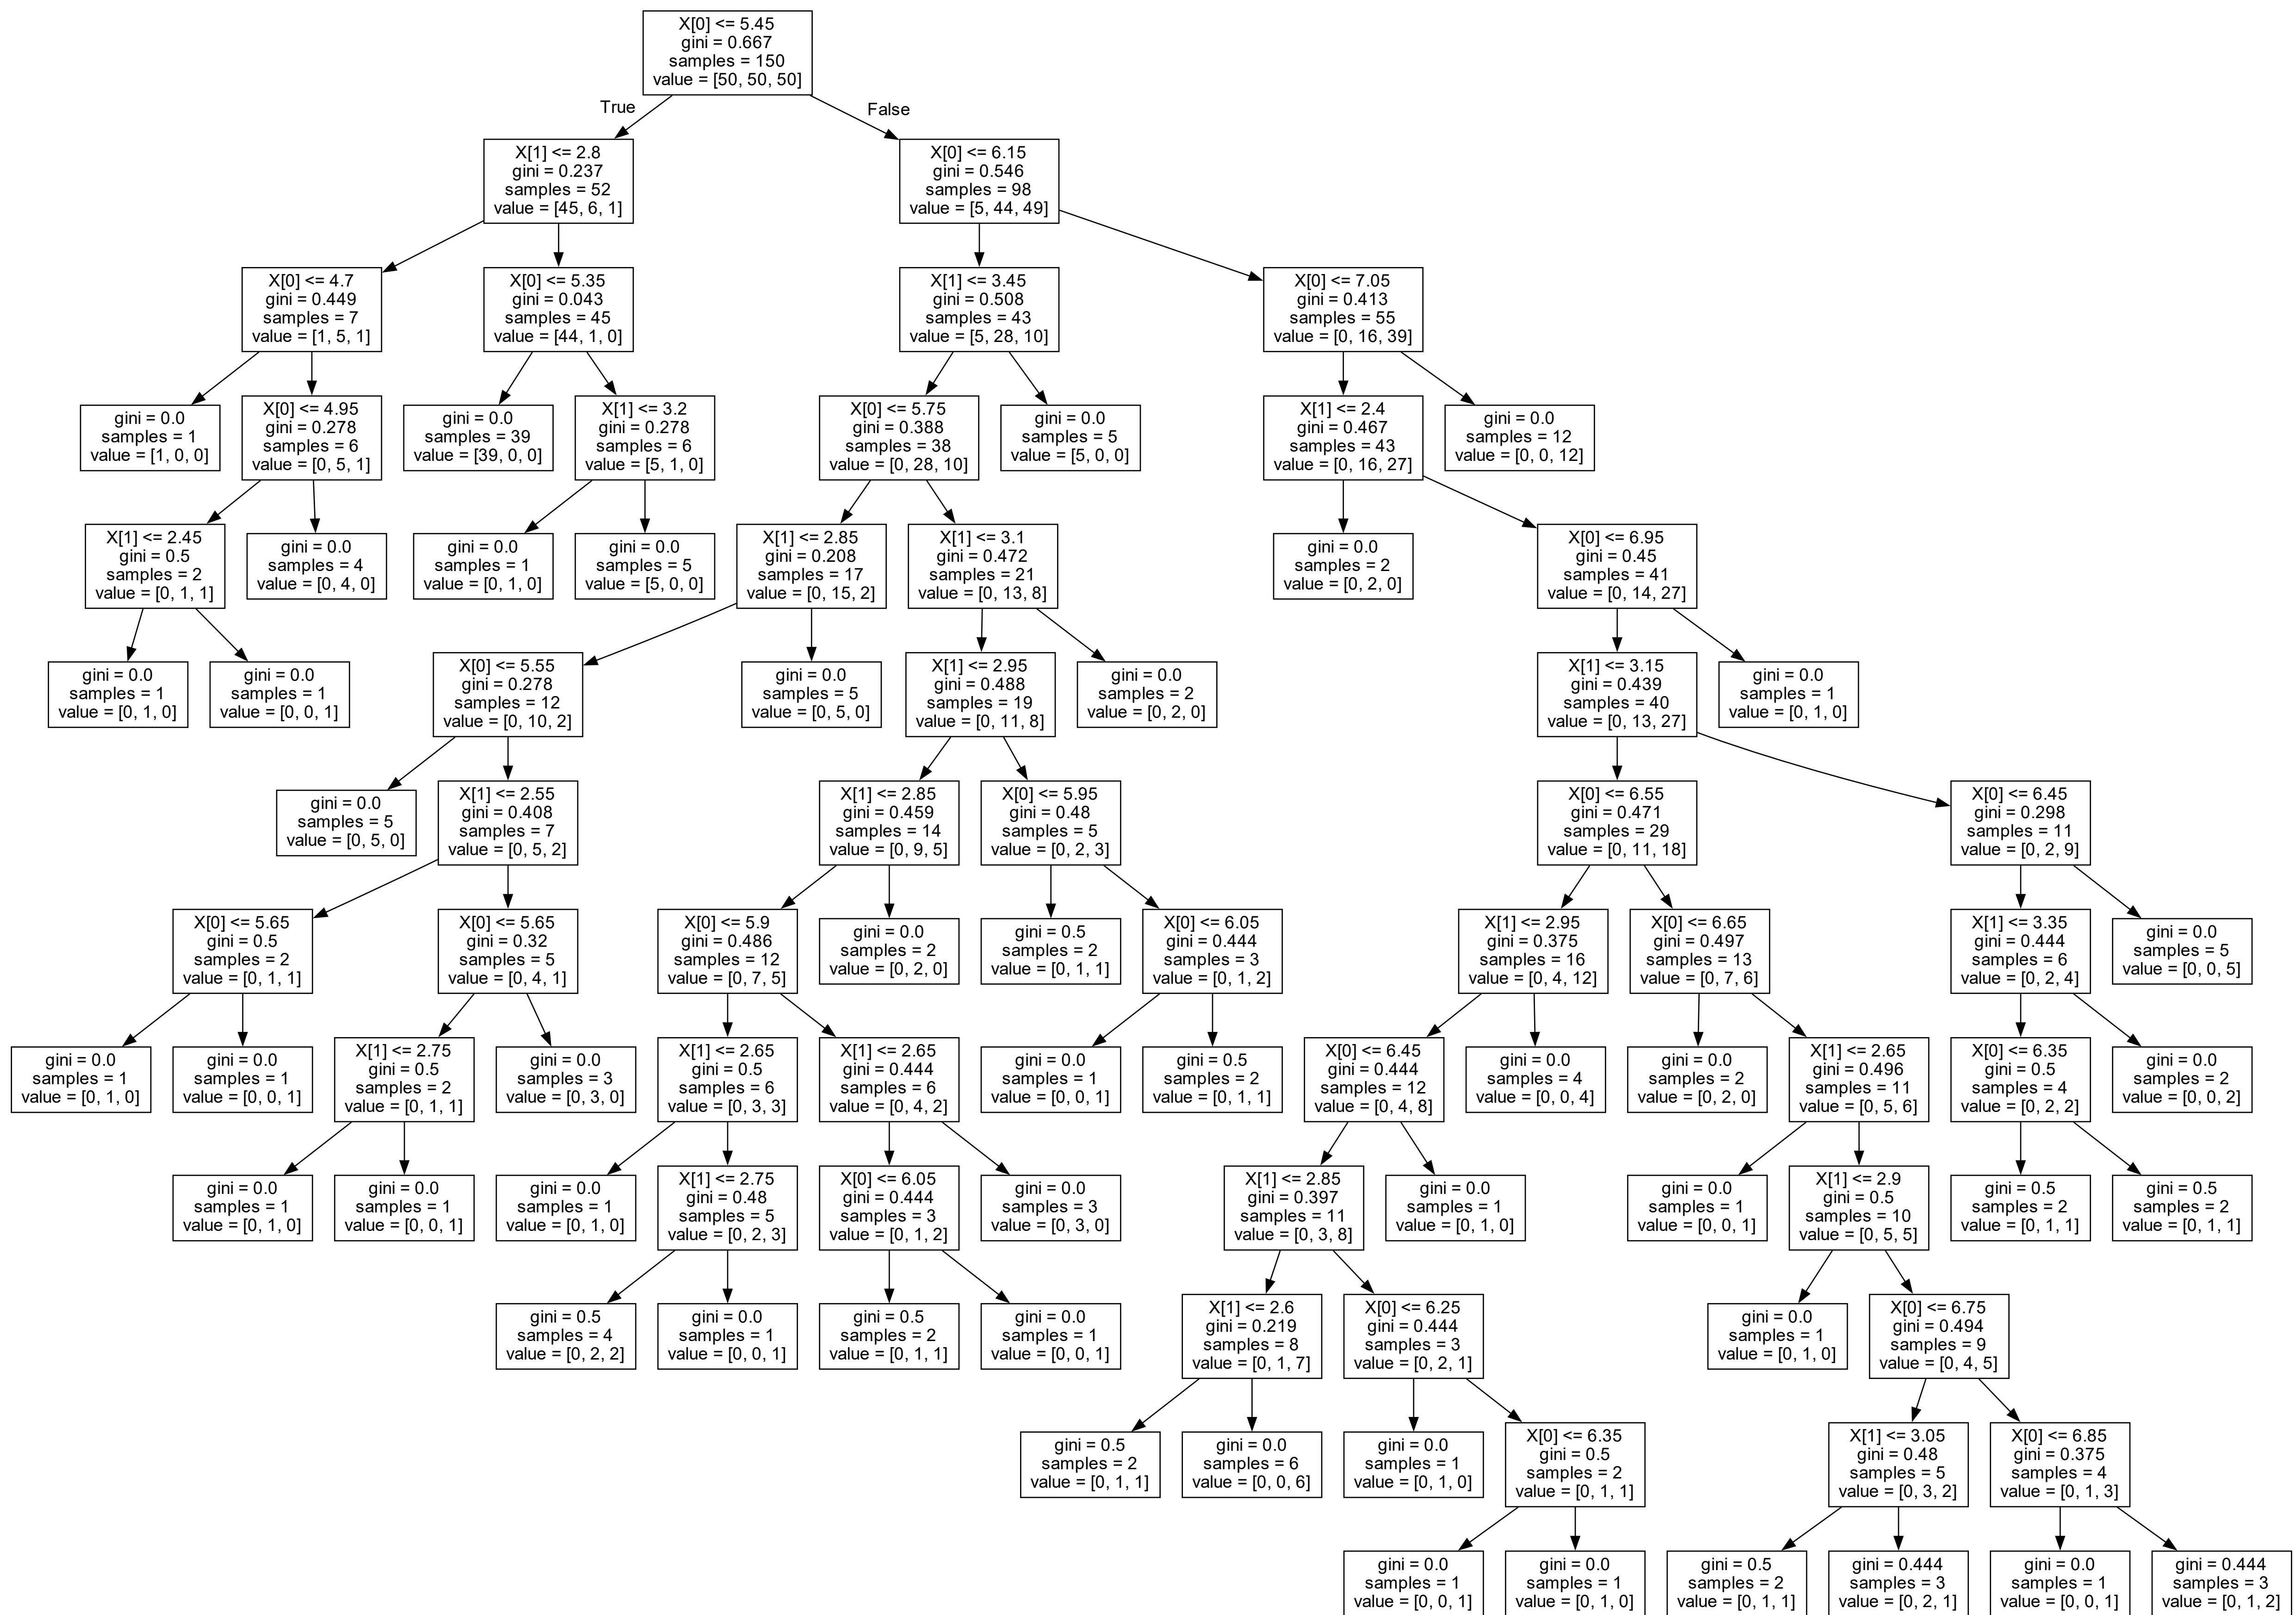 X[0] <= 5.45
gini = 0.667
samples = 150
value = [50, 50, 50]
True
False
X[1] <= 2.8
gini = 0.237
samples = 52
value = [45, 6, 1]
X[0] <= 6.15
gini = 0.546
samples = 98
value = [5, 44, 49]
X[0] <= 4.7
gini = 0.449
samples = 7
value = [1, 5, 1]
X[0] <= 5.35
gini = 0.043
samples = 45
value = [44, 1, 0]
X[1] <= 3.45
gini = 0.508
samples = 43
value = [5, 28, 10]
X[0] <= 7.05
gini = 0.413
samples = 55
value = [0, 16, 39]
gini = 0.0
samples = 1
value = [1, 0, 0]
X[0] <= 4.95
gini = 0.278
samples = 6
value = [0, 5, 1]
gini = 0.0
samples = 39
value = [39, 0, 0]
X[1] <= 3.2
gini = 0.278
samples = 6
value = [5, 1, 0]
X[0] <= 5.75
gini = 0.388
samples = 38
value = [0, 28, 10]
gini = 0.0
samples = 5
value = [5, 0, 0]
X[1] <= 2.4
gini = 0.467
samples = 43
value = [0, 16, 27]
gini = 0.0
samples = 12
value = [0, 0, 12]
X[1] <= 2.45
gini = 0.5
samples = 2
value = [0, 1, 1]
gini = 0.0
samples = 4
value = [0, 4, 0]
gini = 0.0
samples = 1
value = [0, 1, 0]
gini = 0.0
samples = 5
value = [5, 0, 0]
X[1] <= 2.85
gini = 0.208
samples = 17
value = [0, 15, 2]
X[1] <= 3.1
gini = 0.472
samples = 21
value = [0, 13, 8]
gini = 0.0
samples = 2
value = [0, 2, 0]
X[0] <= 6.95
gini = 0.45
samples = 41
value = [0, 14, 27]
gini = 0.0
samples = 1
value = [0, 1, 0]
gini = 0.0
samples = 1
value = [0, 0, 1]
X[0] <= 5.55
gini = 0.278
samples = 12
value = [0, 10, 2]
gini = 0.0
samples = 5
value = [0, 5, 0]
X[1] <= 2.95
gini = 0.488
samples = 19
value = [0, 11, 8]
gini = 0.0
samples = 2
value = [0, 2, 0]
X[1] <= 3.15
gini = 0.439
samples = 40
value = [0, 13, 27]
gini = 0.0
samples = 1
value = [0, 1, 0]
gini = 0.0
samples = 5
value = [0, 5, 0]
X[1] <= 2.55
gini = 0.408
samples = 7
value = [0, 5, 2]
X[1] <= 2.85
gini = 0.459
samples = 14
value = [0, 9, 5]
X[0] <= 5.95
gini = 0.48
samples = 5
value = [0, 2, 3]
X[0] <= 6.55
gini = 0.471
samples = 29
value = [0, 11, 18]
X[0] <= 6.45
gini = 0.298
samples = 11
value = [0, 2, 9]
X[0] <= 5.65
gini = 0.5
samples = 2
value = [0, 1, 1]
X[0] <= 5.65
gini = 0.32
samples = 5
value = [0, 4, 1]
X[0] <= 5.9
gini = 0.486
samples = 12
value = [0, 7, 5]
gini = 0.0
samples = 2
value = [0, 2, 0]
gini = 0.5
samples = 2
value = [0, 1, 1]
X[0] <= 6.05
gini = 0.444
samples = 3
value = [0, 1, 2]
X[1] <= 2.95
gini = 0.375
samples = 16
value = [0, 4, 12]
X[0] <= 6.65
gini = 0.497
samples = 13
value = [0, 7, 6]
X[1] <= 3.35
gini = 0.444
samples = 6
value = [0, 2, 4]
gini = 0.0
samples = 5
value = [0, 0, 5]
gini = 0.0
samples = 1
value = [0, 1, 0]
gini = 0.0
samples = 1
value = [0, 0, 1]
X[1] <= 2.75
gini = 0.5
samples = 2
value = [0, 1, 1]
gini = 0.0
samples = 3
value = [0, 3, 0]
X[1] <= 2.65
gini = 0.5
samples = 6
value = [0, 3, 3]
X[1] <= 2.65
gini = 0.444
samples = 6
value = [0, 4, 2]
gini = 0.0
samples = 1
value = [0, 0, 1]
gini = 0.5
samples = 2
value = [0, 1, 1]
X[0] <= 6.45
gini = 0.444
samples = 12
value = [0, 4, 8]
gini = 0.0
samples = 4
value = [0, 0, 4]
gini = 0.0
samples = 2
value = [0, 2, 0]
X[1] <= 2.65
gini = 0.496
samples = 11
value = [0, 5, 6]
X[0] <= 6.35
gini = 0.5
samples = 4
value = [0, 2, 2]
gini = 0.0
samples = 2
value = [0, 0, 2]
gini = 0.0
samples = 1
value = [0, 1, 0]
gini = 0.0
samples = 1
value = [0, 0, 1]
gini = 0.0
samples = 1
value = [0, 1, 0]
X[1] <= 2.75
gini = 0.48
samples = 5
value = [0, 2, 3]
X[0] <= 6.05
gini = 0.444
samples = 3
value = [0, 1, 2]
gini = 0.0
samples = 3
value = [0, 3, 0]
X[1] <= 2.85
gini = 0.397
samples = 11
value = [0, 3, 8]
gini = 0.0
samples = 1
value = [0, 1, 0]
gini = 0.0
samples = 1
value = [0, 0, 1]
X[1] <= 2.9
gini = 0.5
samples = 10
value = [0, 5, 5]
gini = 0.5
samples = 2
value = [0, 1, 1]
gini = 0.5
samples = 2
value = [0, 1, 1]
gini = 0.5
samples = 4
value = [0, 2, 2]
gini = 0.0
samples = 1
value = [0, 0, 1]
gini = 0.5
samples = 2
value = [0, 1, 1]
gini = 0.0
samples = 1
value = [0, 0, 1]
X[1] <= 2.6
gini = 0.219
samples = 8
value = [0, 1, 7]
X[0] <= 6.25
gini = 0.444
samples = 3
value = [0, 2, 1]
gini = 0.0
samples = 1
value = [0, 1, 0]
X[0] <= 6.75
gini = 0.494
samples = 9
value = [0, 4, 5]
gini = 0.5
samples = 2
value = [0, 1, 1]
gini = 0.0
samples = 6
value = [0, 0, 6]
gini = 0.0
samples = 1
value = [0, 1, 0]
X[0] <= 6.35
gini = 0.5
samples = 2
value = [0, 1, 1]
X[1] <= 3.05
gini = 0.48
samples = 5
value = [0, 3, 2]
X[0] <= 6.85
gini = 0.375
samples = 4
value = [0, 1, 3]
gini = 0.0
samples = 1
value = [0, 0, 1]
gini = 0.0
samples = 1
value = [0, 1, 0]
gini = 0.5
samples = 2
value = [0, 1, 1]
gini = 0.444
samples = 3
value = [0, 2, 1]
gini = 0.0
samples = 1
value = [0, 0, 1]
gini = 0.444
samples = 3
value = [0, 1, 2]